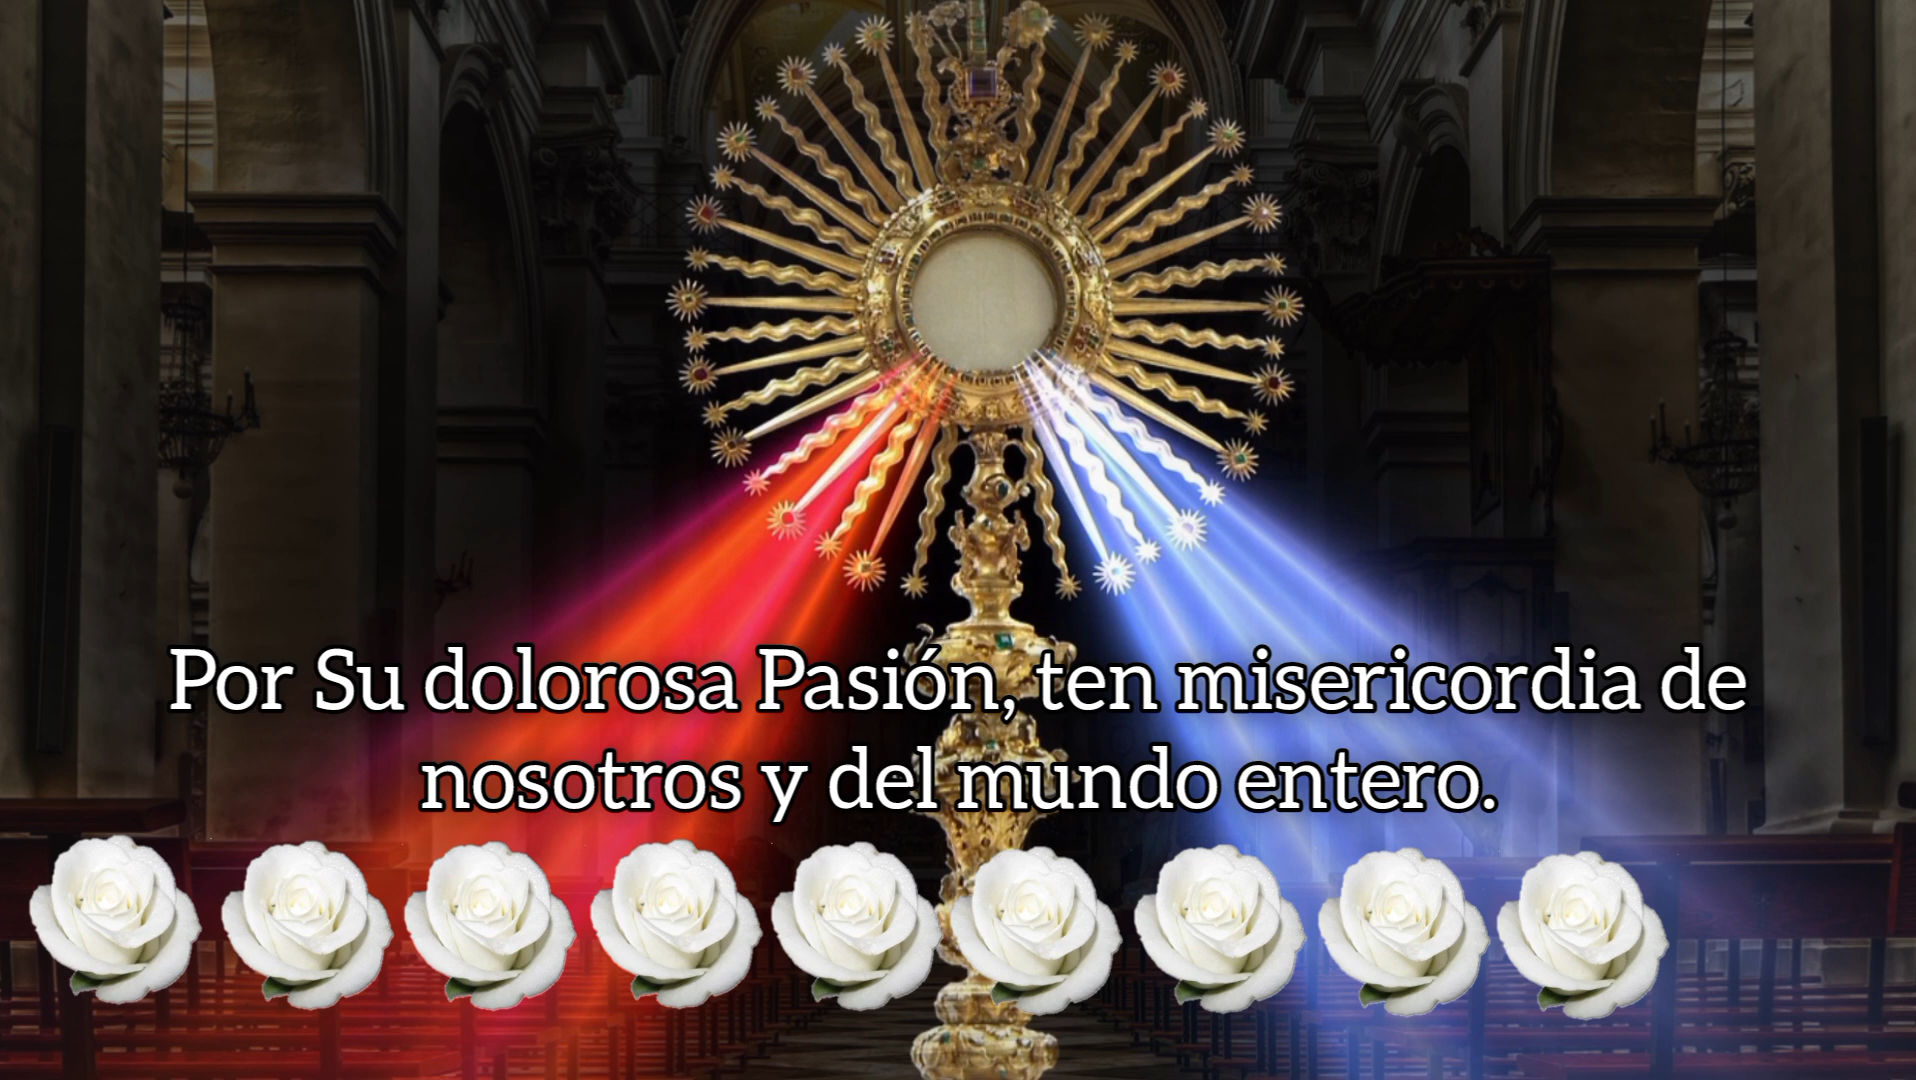 Por Su dolorosa Pasión, ten misericordia de
nosotros y del mundo entero.